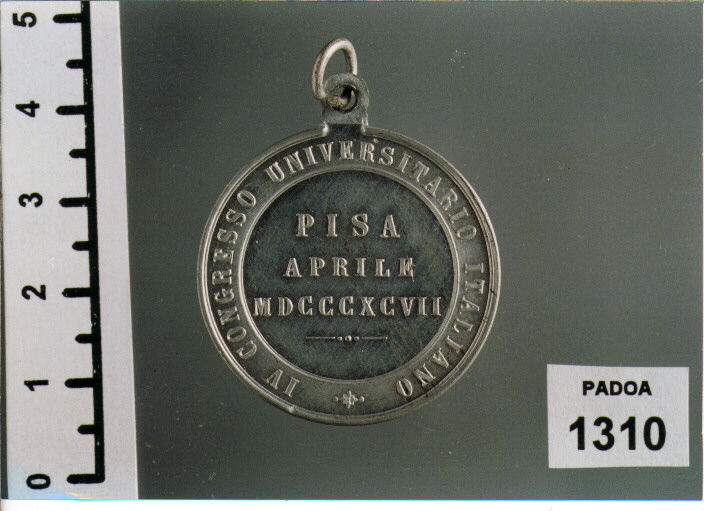 5
4
3
2
1
0
IV CONGRESSO UNIVERSITARIO ITALIANO
PISA
APRILE
MDCCCXCVII
PADOA
1310